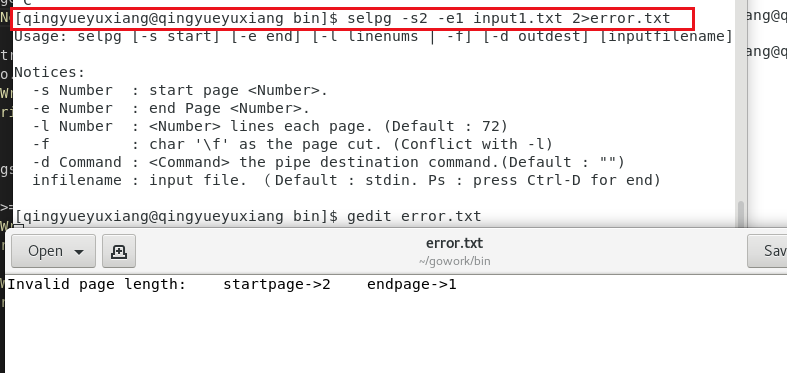 [qingyueyuxiang@qingyueyuxiang bin]$ selpg -s2 -e1 input1.txt 2>error.txt
Usage: selpg [-s start] [-e end] [-l linenums | -f] [-d outdest] [inputfilename]
Notices:
-s Number : start page <Number>.
-e Number : end Page <Number>.
-l Number : <Number> lines each page. (Default : 72)
-f : char '\f' as the page cut. (Conflict with -l)
-d Command : <Command> the pipe destination command.(Default : "")
infilename : input file. （Default : stdin. Ps : press Ctrl-D for end)
[qingyueyuxiang@qingyueyuxiang bin]$ gedit error.txt
Open
error.txt
~/gowork/bin
Invalid page length: startpage->2 endpage->1